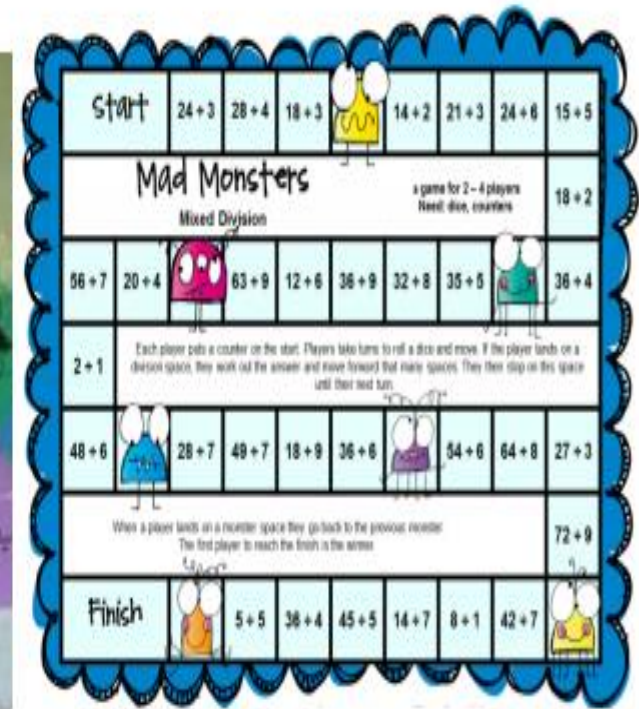 Start 24÷3 28÷4 18÷3 14÷2 21÷3 24÷6 15÷5
Mad Monsters
Mixed Division
a game for 2 – 4 players
Need: dice, counters
18÷2
56÷7 20÷4 63÷9 12÷6 36÷9 32÷8 35÷5 36÷4
2÷1
Each player puts a counter on the start. Players take turns to roll a dice and move. If the player lands on a
division space, they work out the answer and move forward that many spaces. They then stop on this space
until their next turn.
48÷6 28÷7 49÷7 18÷9 36÷6 54÷6 64÷8 27÷3
When a player lands on a monster space they go back to the previous monster.
The first player to reach the finish is the winner.
72÷9
Finish 5÷5 36÷4 45÷5 14÷7 8÷1 42÷7